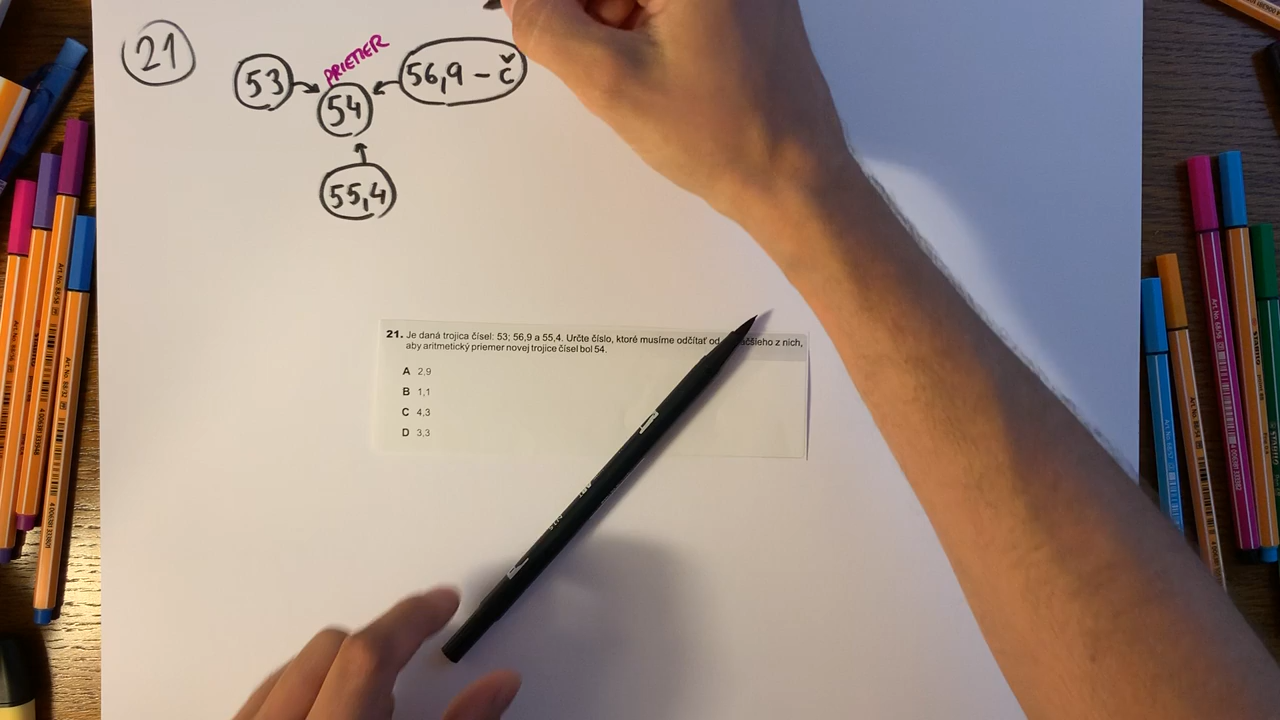 21
PRIEMER
53
56,9 - č
54
55,4
21. Je daná trojica čísel: 53; 56,9 a 55,4. Určte číslo, ktoré musíme odčítať od z nich,
aby aritmetický priemer novej trojice čísel bol 54.
A 2,9
B 1,1
C 4,3
D 3,3